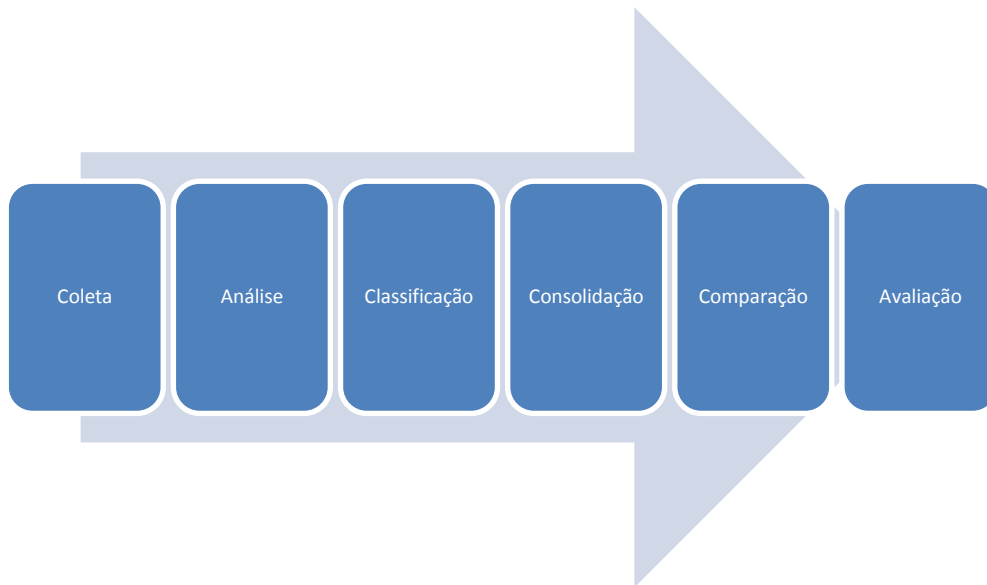 Coleta
Análise
Classificação
Consolidação
Comparação
Avaliação